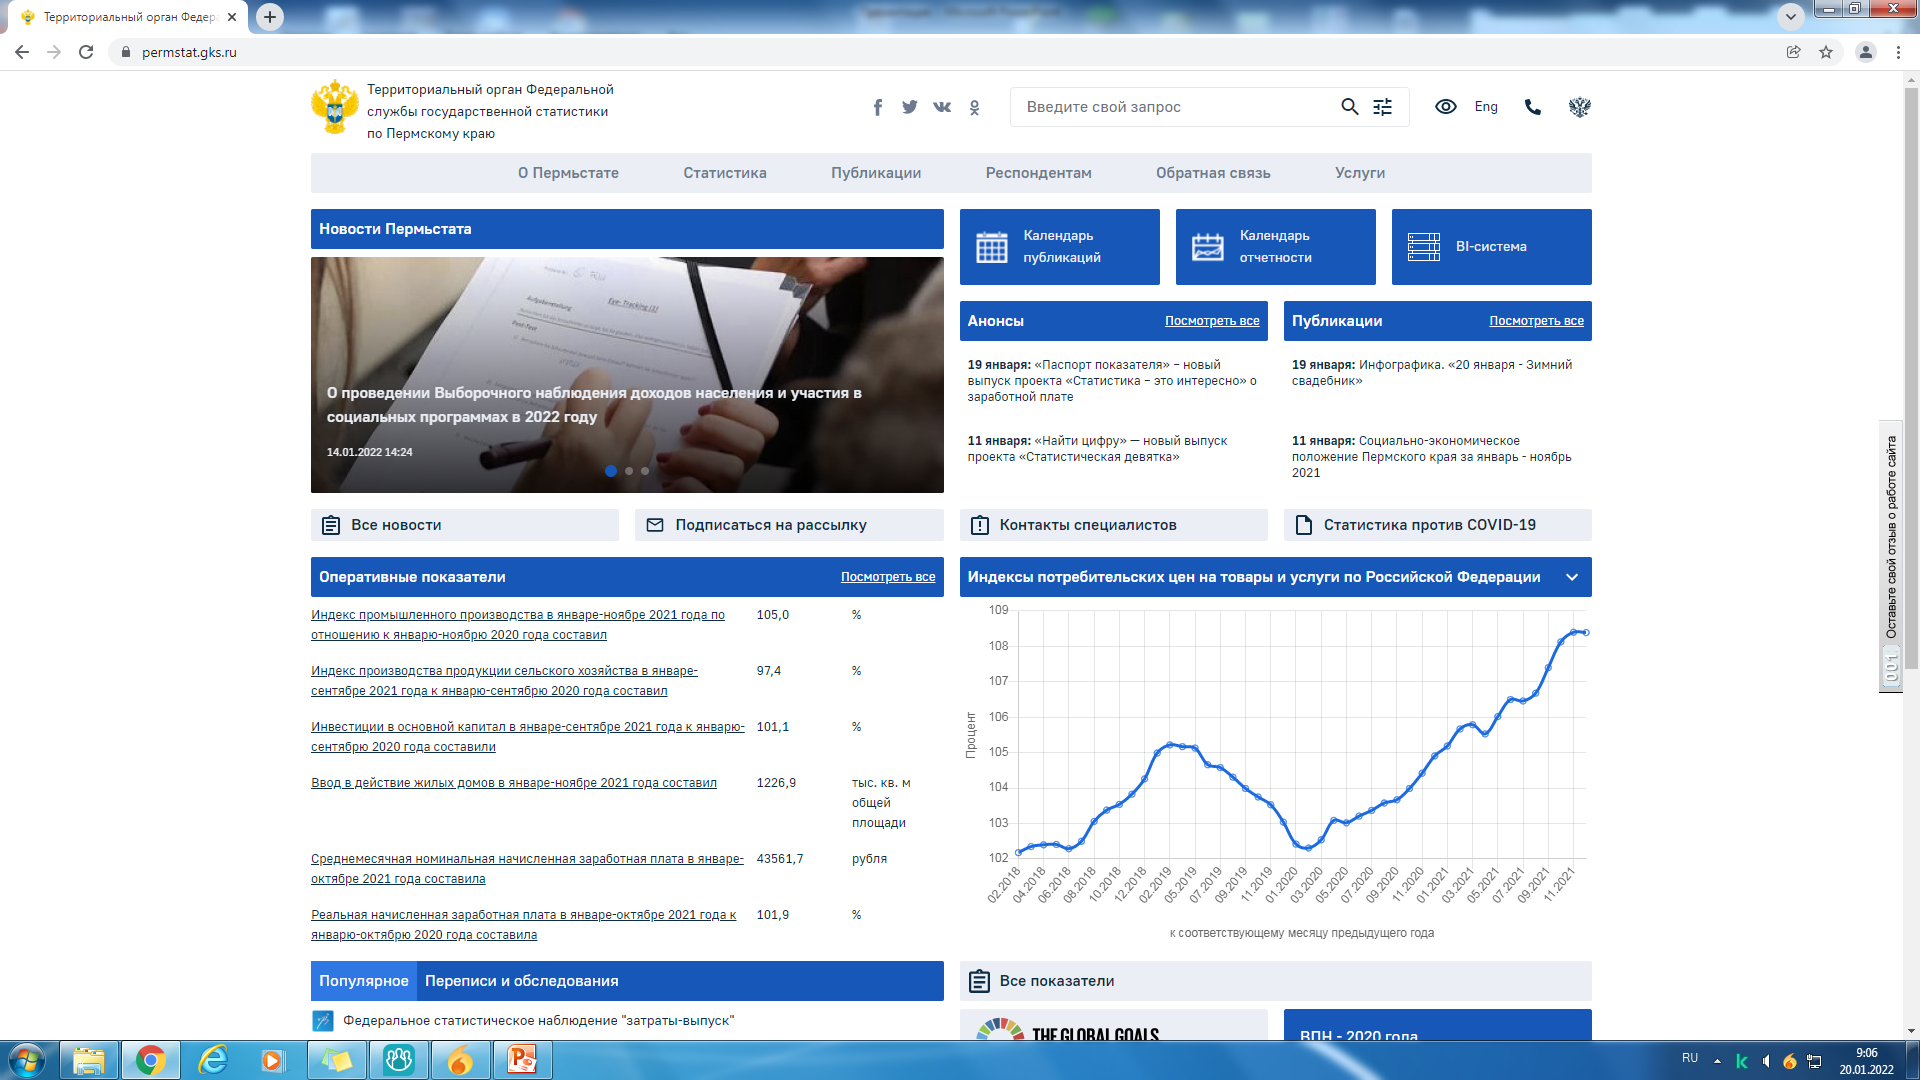 Территориальный орган Федер
permstat.gks.ru
Территориальный орган Федеральной
службы государственной статистики
по Пермскому краю
Введите свой запрос
Eng
О Пермьстате
Статистика
Публикации
Респондентам
Обратная связь
Услуги
Новости Пермьстата
Календарь
публикаций
Календарь
отчетности
BI-система
Eye-Tracking (1)
Post-Text
О проведении Выборочного наблюдения доходов населения и участия в
социальных программах в 2022 году
14.01.2022 14:24
Анонсы
Посмотреть все
19 января: «Паспорт показателя» – новый
выпуск проекта «Статистика – это интересно» о
заработной плате
11 января: «Найти цифру» — новый выпуск
проекта «Статистическая девятка»
Публикации
Посмотреть все
19 января: Инфографика. «20 января - Зимний
свадебник»
11 января: Социально-экономическое
положение Пермского края за январь - ноябрь
2021
Все новости
Подписаться на рассылку
Контакты специалистов
Статистика против COVID-19
Оставьте свой отзыв о работе сайта
Оперативные показатели
Посмотреть все
Индекс промышленного производства в январе-ноябре 2021 года по 105,0 %
отношению к январю-ноябрю 2020 года составил
Индекс производства продукции сельского хозяйства в январе- 97,4 %
сентябре 2021 года к январю-сентябрю 2020 года составил
Инвестиции в основной капитал в январе-сентябре 2021 года к январю- 101,1 %
сентябрю 2020 года составили
Ввод в действие жилых домов в январе-ноябре 2021 года составил 1226,9 тыс. кв. м
общей
площади
Среднемесячная номинальная начисленная заработная плата в январе- 43561,7 рубля
октябре 2021 года составила
Реальная начисленная заработная плата в январе-октябре 2021 года к 101,9 %
январю-октябрю 2020 года составила
Индексы потребительских цен на товары и услуги по Российской Федерации
109
108
107
106
105
104
103
102
Процент
02.2018 04.2018 06.2018 08.2018 10.2018 12.2018 02.2019 05.2019 07.2019 09.2019 11.2019 01.2020 03.2020 05.2020 07.2020 09.2020 11.2020 01.2021 03.2021 05.2021 07.2021 09.2021 11.2021
к соответствующему месяцу предыдущего года
Популярное
Переписи и обследования
Федеральное статистическое наблюдение "затраты-выпуск"
Все показатели
THE GLOBAL GOALS
ВПН - 2020 года
RU
9:06
20.01.2022